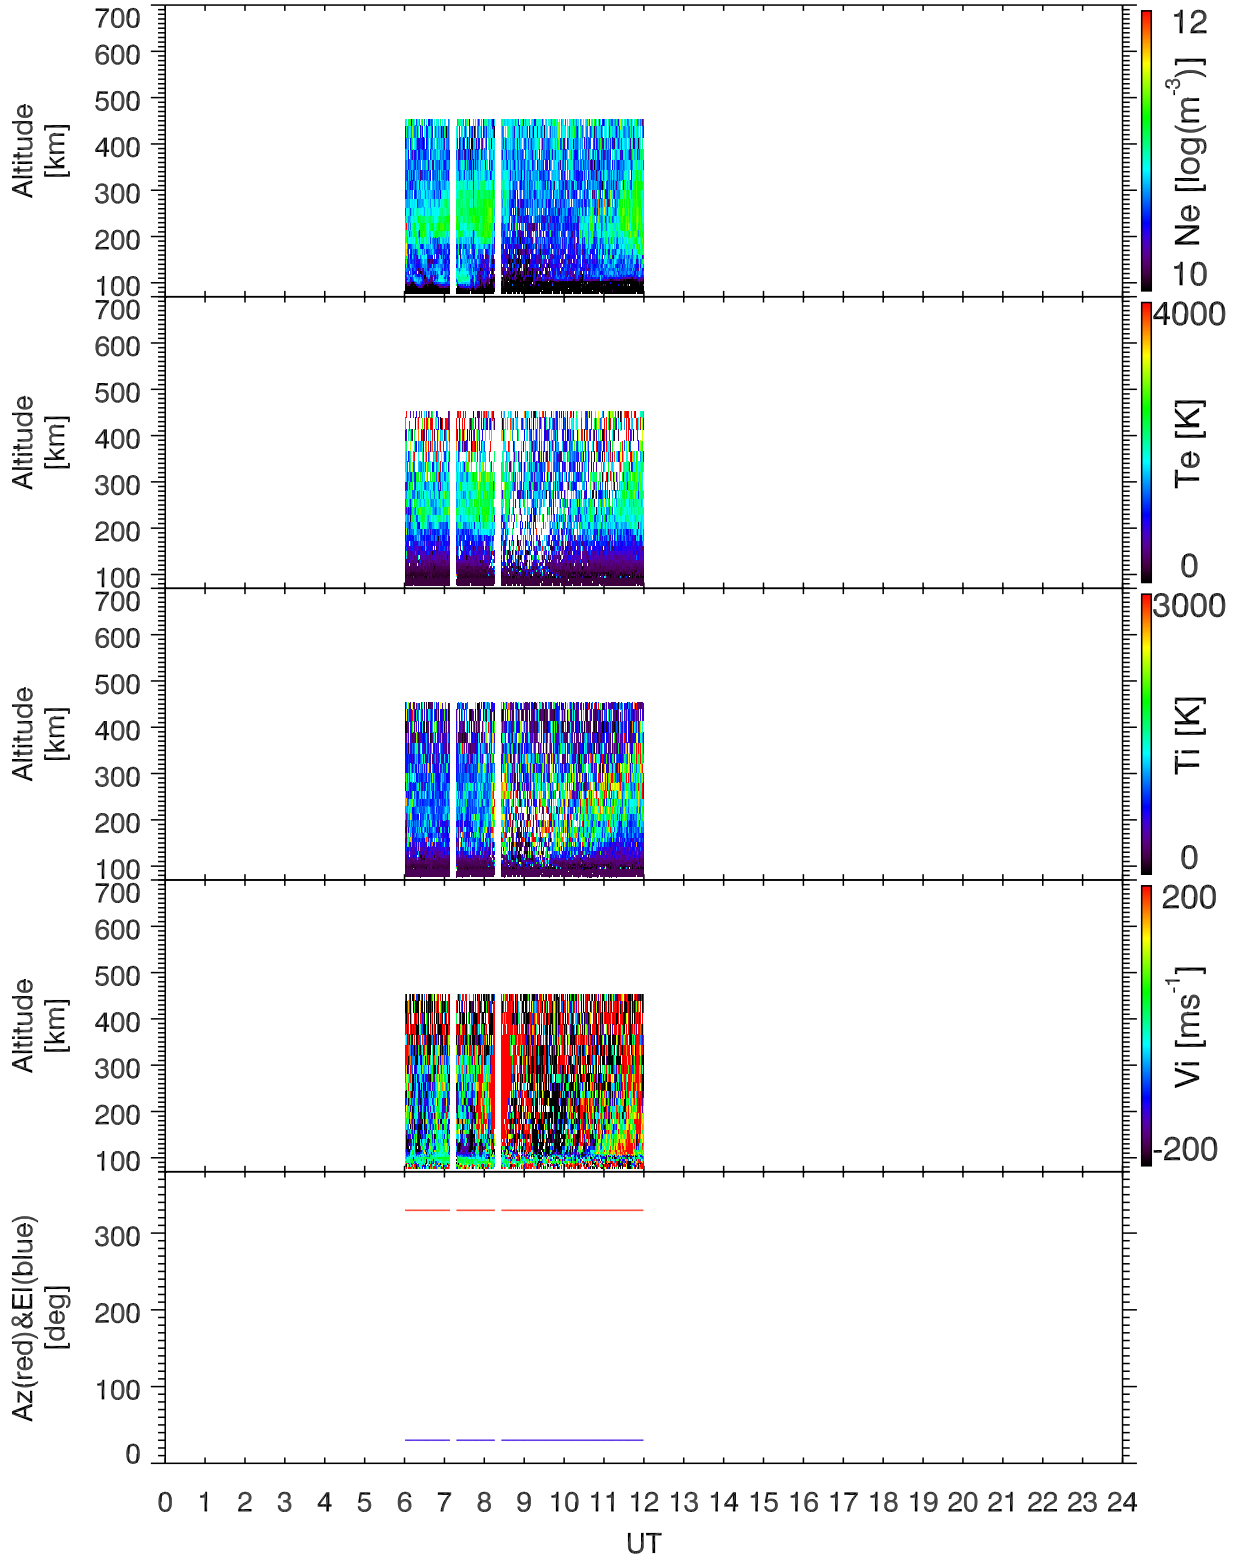 700
600
500
400
300
200
100
Altitude
[km]
12
10
Ne [log(m⁻³)]
700
600
500
400
300
200
100
Altitude
[km]
4000
0
Te [K]
700
600
500
400
300
200
100
Altitude
[km]
3000
0
Ti [K]
700
600
500
400
300
200
100
Altitude
[km]
200
-200
Vi [ms⁻¹]
300
200
100
0
Az(red)&El(blue)
[deg]
0 1 2 3 4 5 6 7 8 9 10 11 12 13 14 15 16 17 18 19 20 21 22 23 24
UT